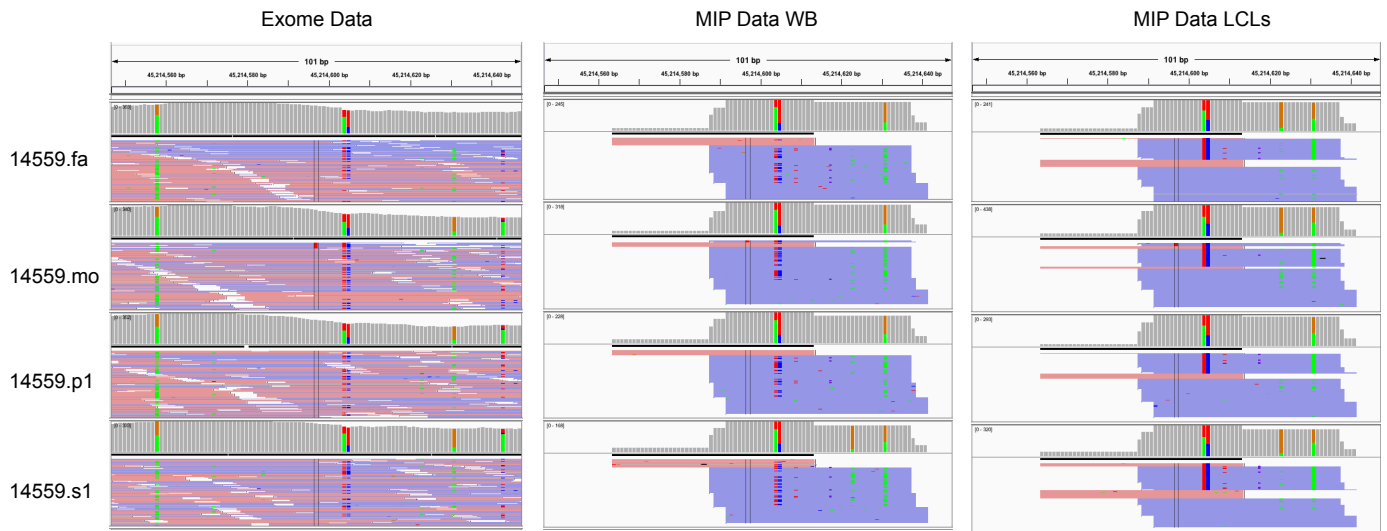 Exome Data
MIP Data WB
MIP Data LCLs
101 bp
101 bp
101 bp
45,214,560 bp 45,214,580 bp 45,214,600 bp 45,214,620 bp 45,214,640 bp
45,214,560 bp 45,214,580 bp 45,214,600 bp 45,214,620 bp 45,214,640 bp
45,214,560 bp 45,214,580 bp 45,214,600 bp 45,214,620 bp 45,214,640 bp
14559.fa
[0 - 245]
[0 - 241]
14559.mo
[0 - 318]
[0 - 438]
14559.p1
[0 - 228]
[0 - 293]
14559.s1
[0 - 168]
[0 - 320]